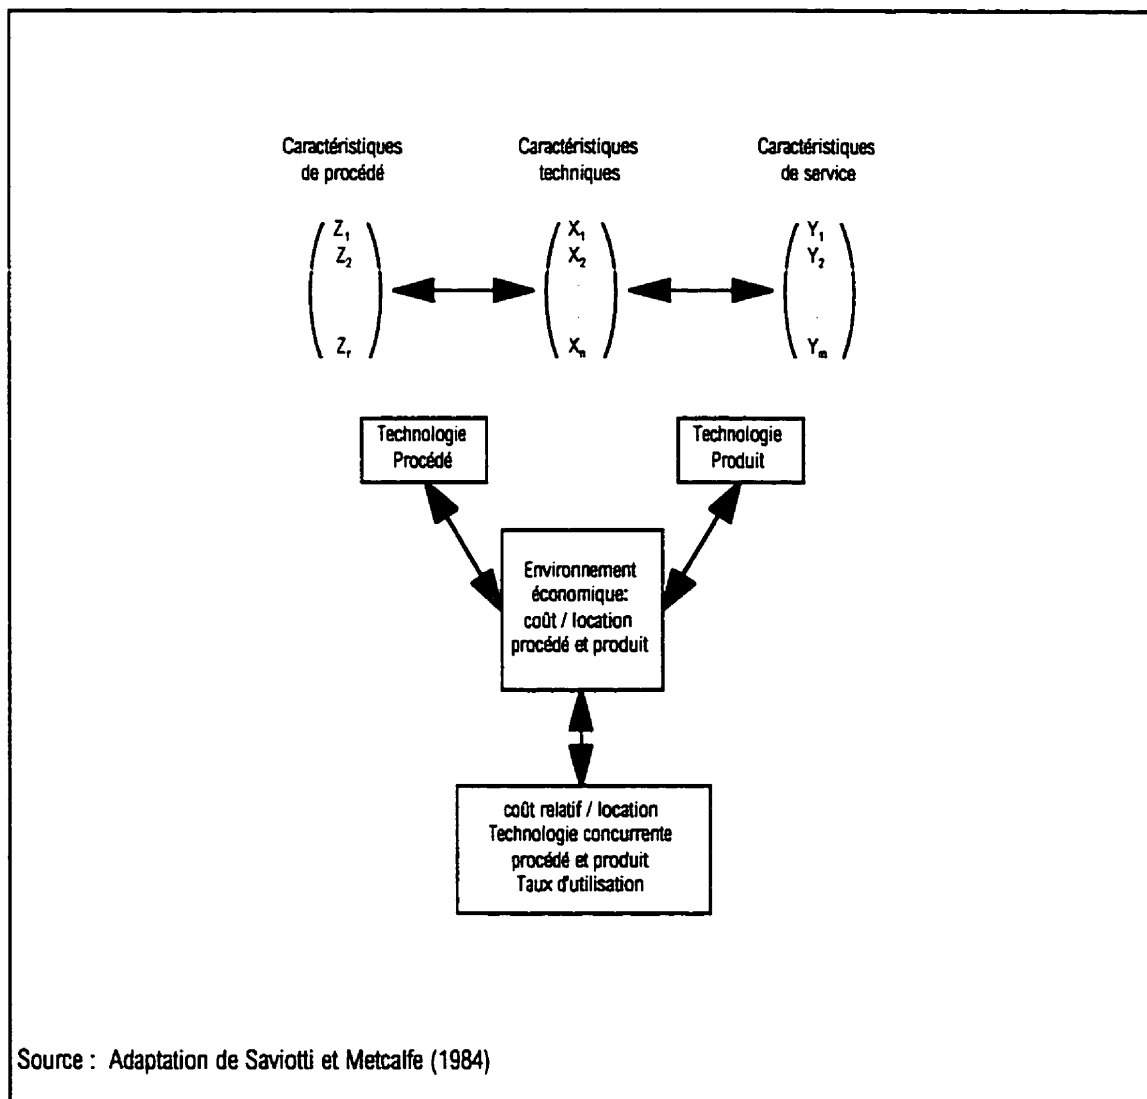 Caractéristiques
de procédé
Caractéristiques
techniques
Caractéristiques
de service
Z₁
Z₂
Zᵣ
X₁
X₂
Xₙ
Y₁
Y₂
Yₘ
Technologie
Procédé
Technologie
Produit
Environnement
économique:
coût / location
procédé et produit
coût relatif / location
Technologie concurrente
procédé et produit
Taux d'utilisation
Source : Adaptation de Saviotti et Metcalfe (1984)